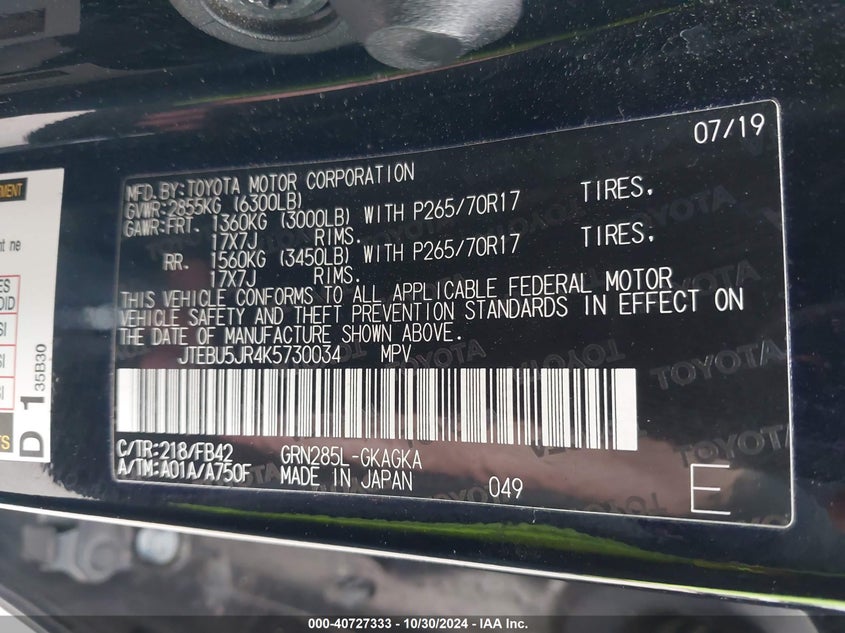 07/19
MFD.BY:TOYOTA MOTOR CORPORATION
GVWR:2855KG (6300LB)
GAWR:FRT. 1360KG (3000LB) WITH P265/70R17 TIRES,
17X7J RIMS.
RR. 1560KG (3450LB) WITH P265/70R17 TIRES,
17X7J RIMS.
THIS VEHICLE CONFORMS TO ALL APPLICABLE FEDERAL MOTOR
VEHICLE SAFETY AND THEFT PREVENTION STANDARDS IN EFFECT ON
THE DATE OF MANUFACTURE SHOWN ABOVE.
JTEBU5JR4K5730034 MPV
C/TR:218/FB42 GRN285L-GKAGKA
A/TM:A01A/A750F MADE IN JAPAN 049
E
D 1 35B30
000-40727333 - 10/30/2024 - IAA Inc.